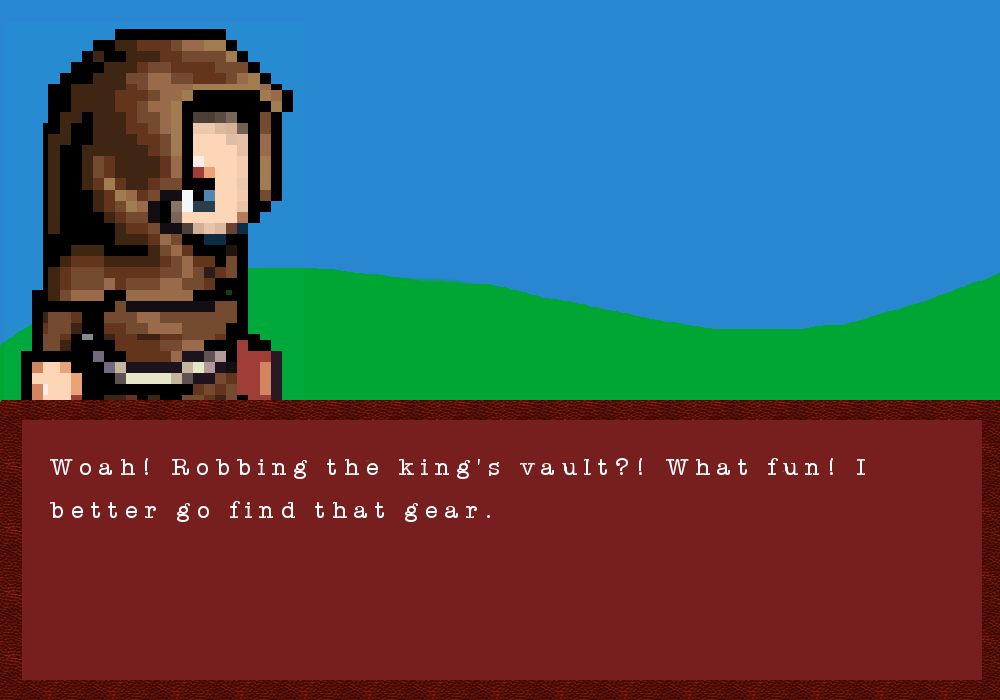 Woah! Robbing the king's vault?! What fun! I
better go find that gear.